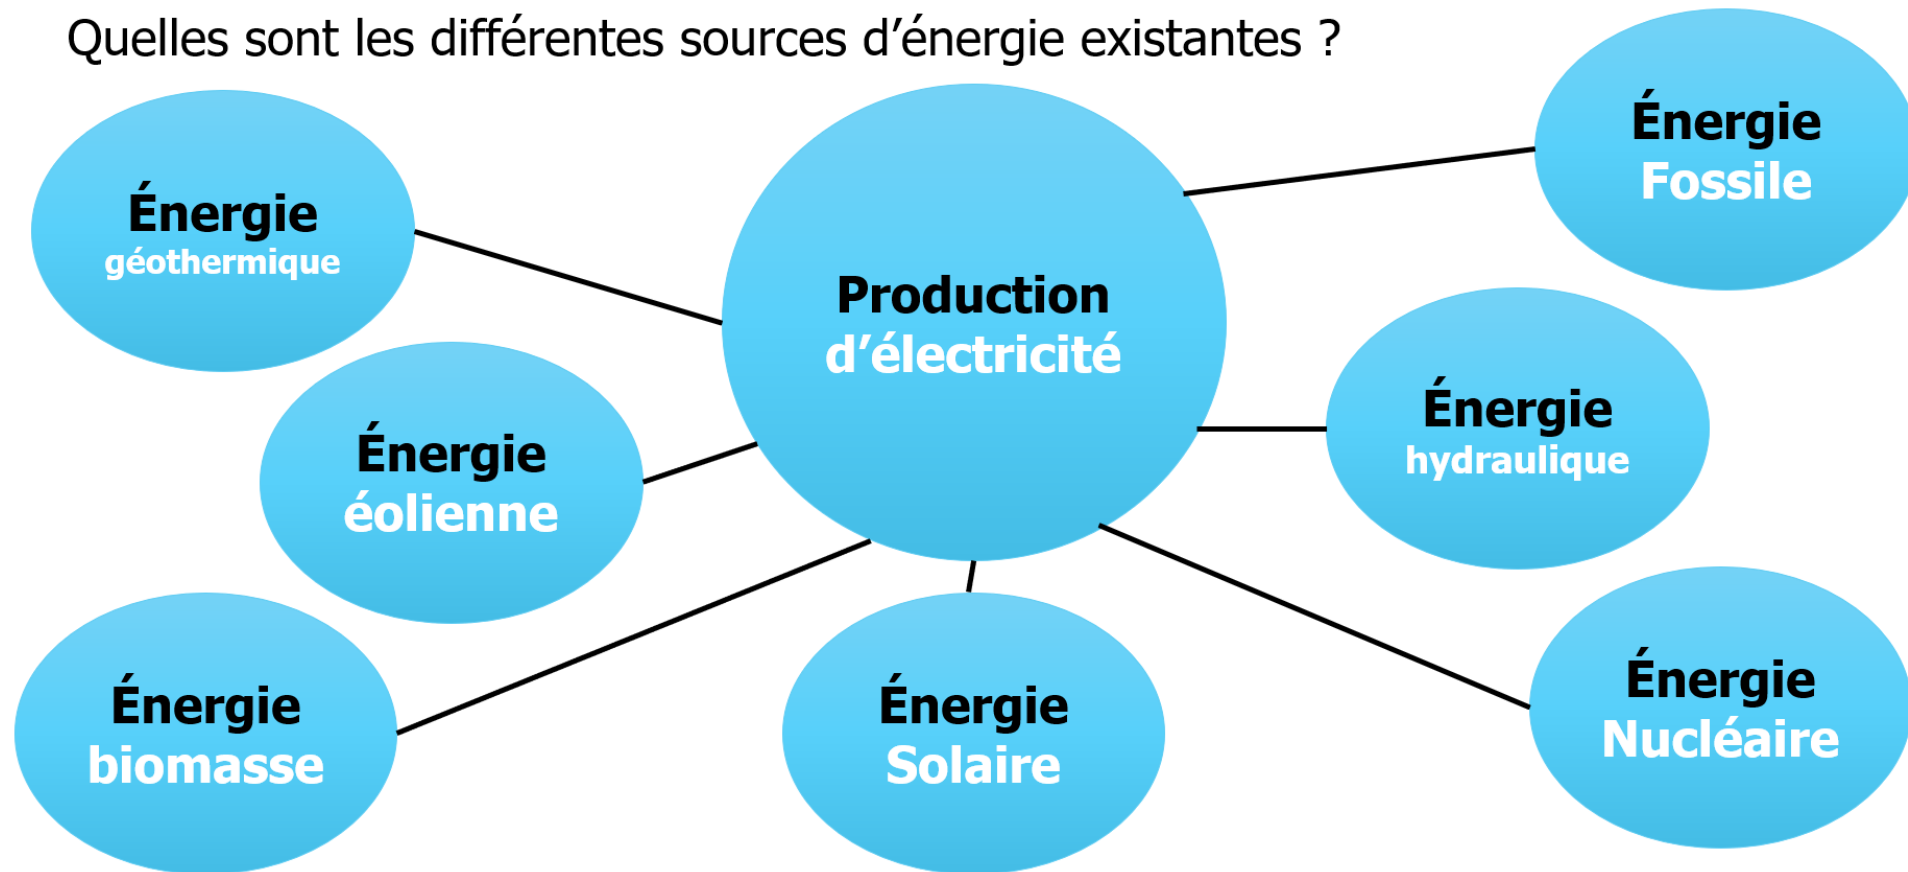 Quelles sont les différentes sources d’énergie existantes ?
Énergie
géothermique
Énergie
éolienne
Énergie
biomasse
Production
d’électricité
Énergie
Solaire
Énergie
Fossile
Énergie
hydraulique
Énergie
Nucléaire